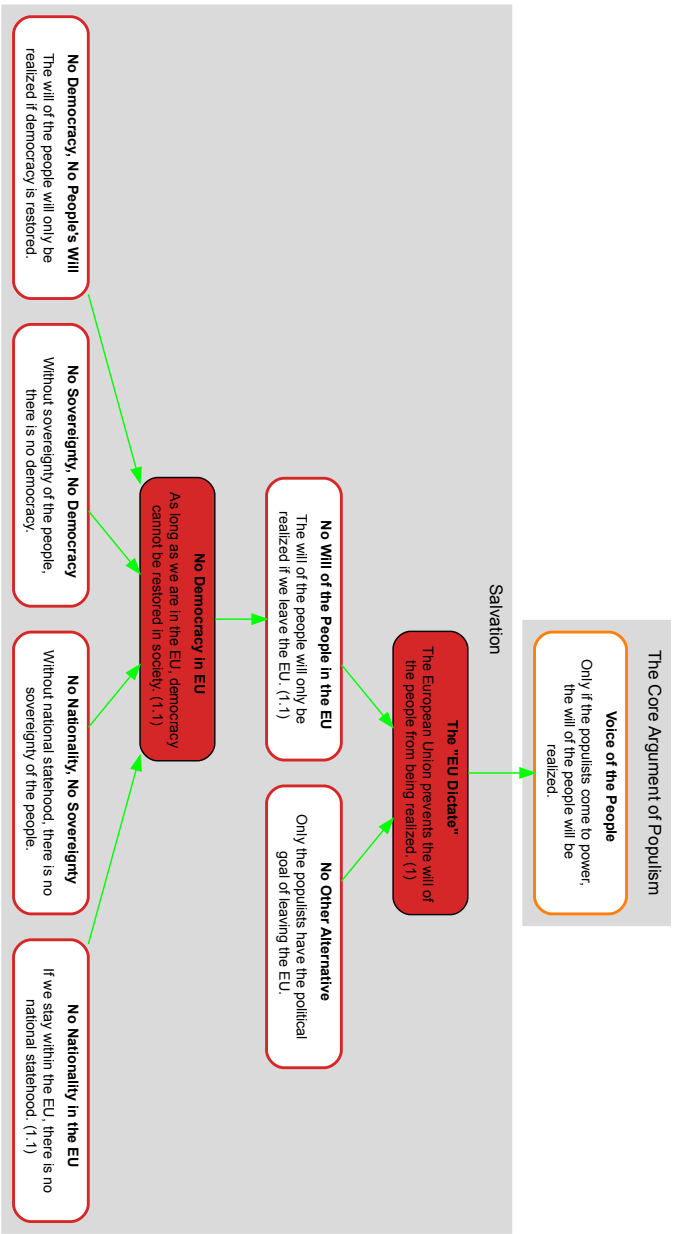 The Core Argument of Populism
Voice of the People
Only if the populists come to power,
the will of the people will be
realized.
Salvation
The "EU Dictate"
The European Union prevents the will of
the people from being realized. (1)
No Will of the People in the EU
The will of the people will only be
realized if we leave the EU. (1.1)
No Other Alternative
Only the populists have the political
goal of leaving the EU.
No Democracy in EU
As long as we are in the EU, democracy
cannot be restored in society. (1.1)
No Democracy, No People's Will
The will of the people will only be
realized if democracy is restored.
No Sovereignty, No Democracy
Without sovereignty of the people,
there is no democracy.
No Nationality, No Sovereignty
Without national statehood, there is no
sovereignty of the people.
No Nationality in the EU
If we stay within the EU, there is no
national statehood. (1.1)